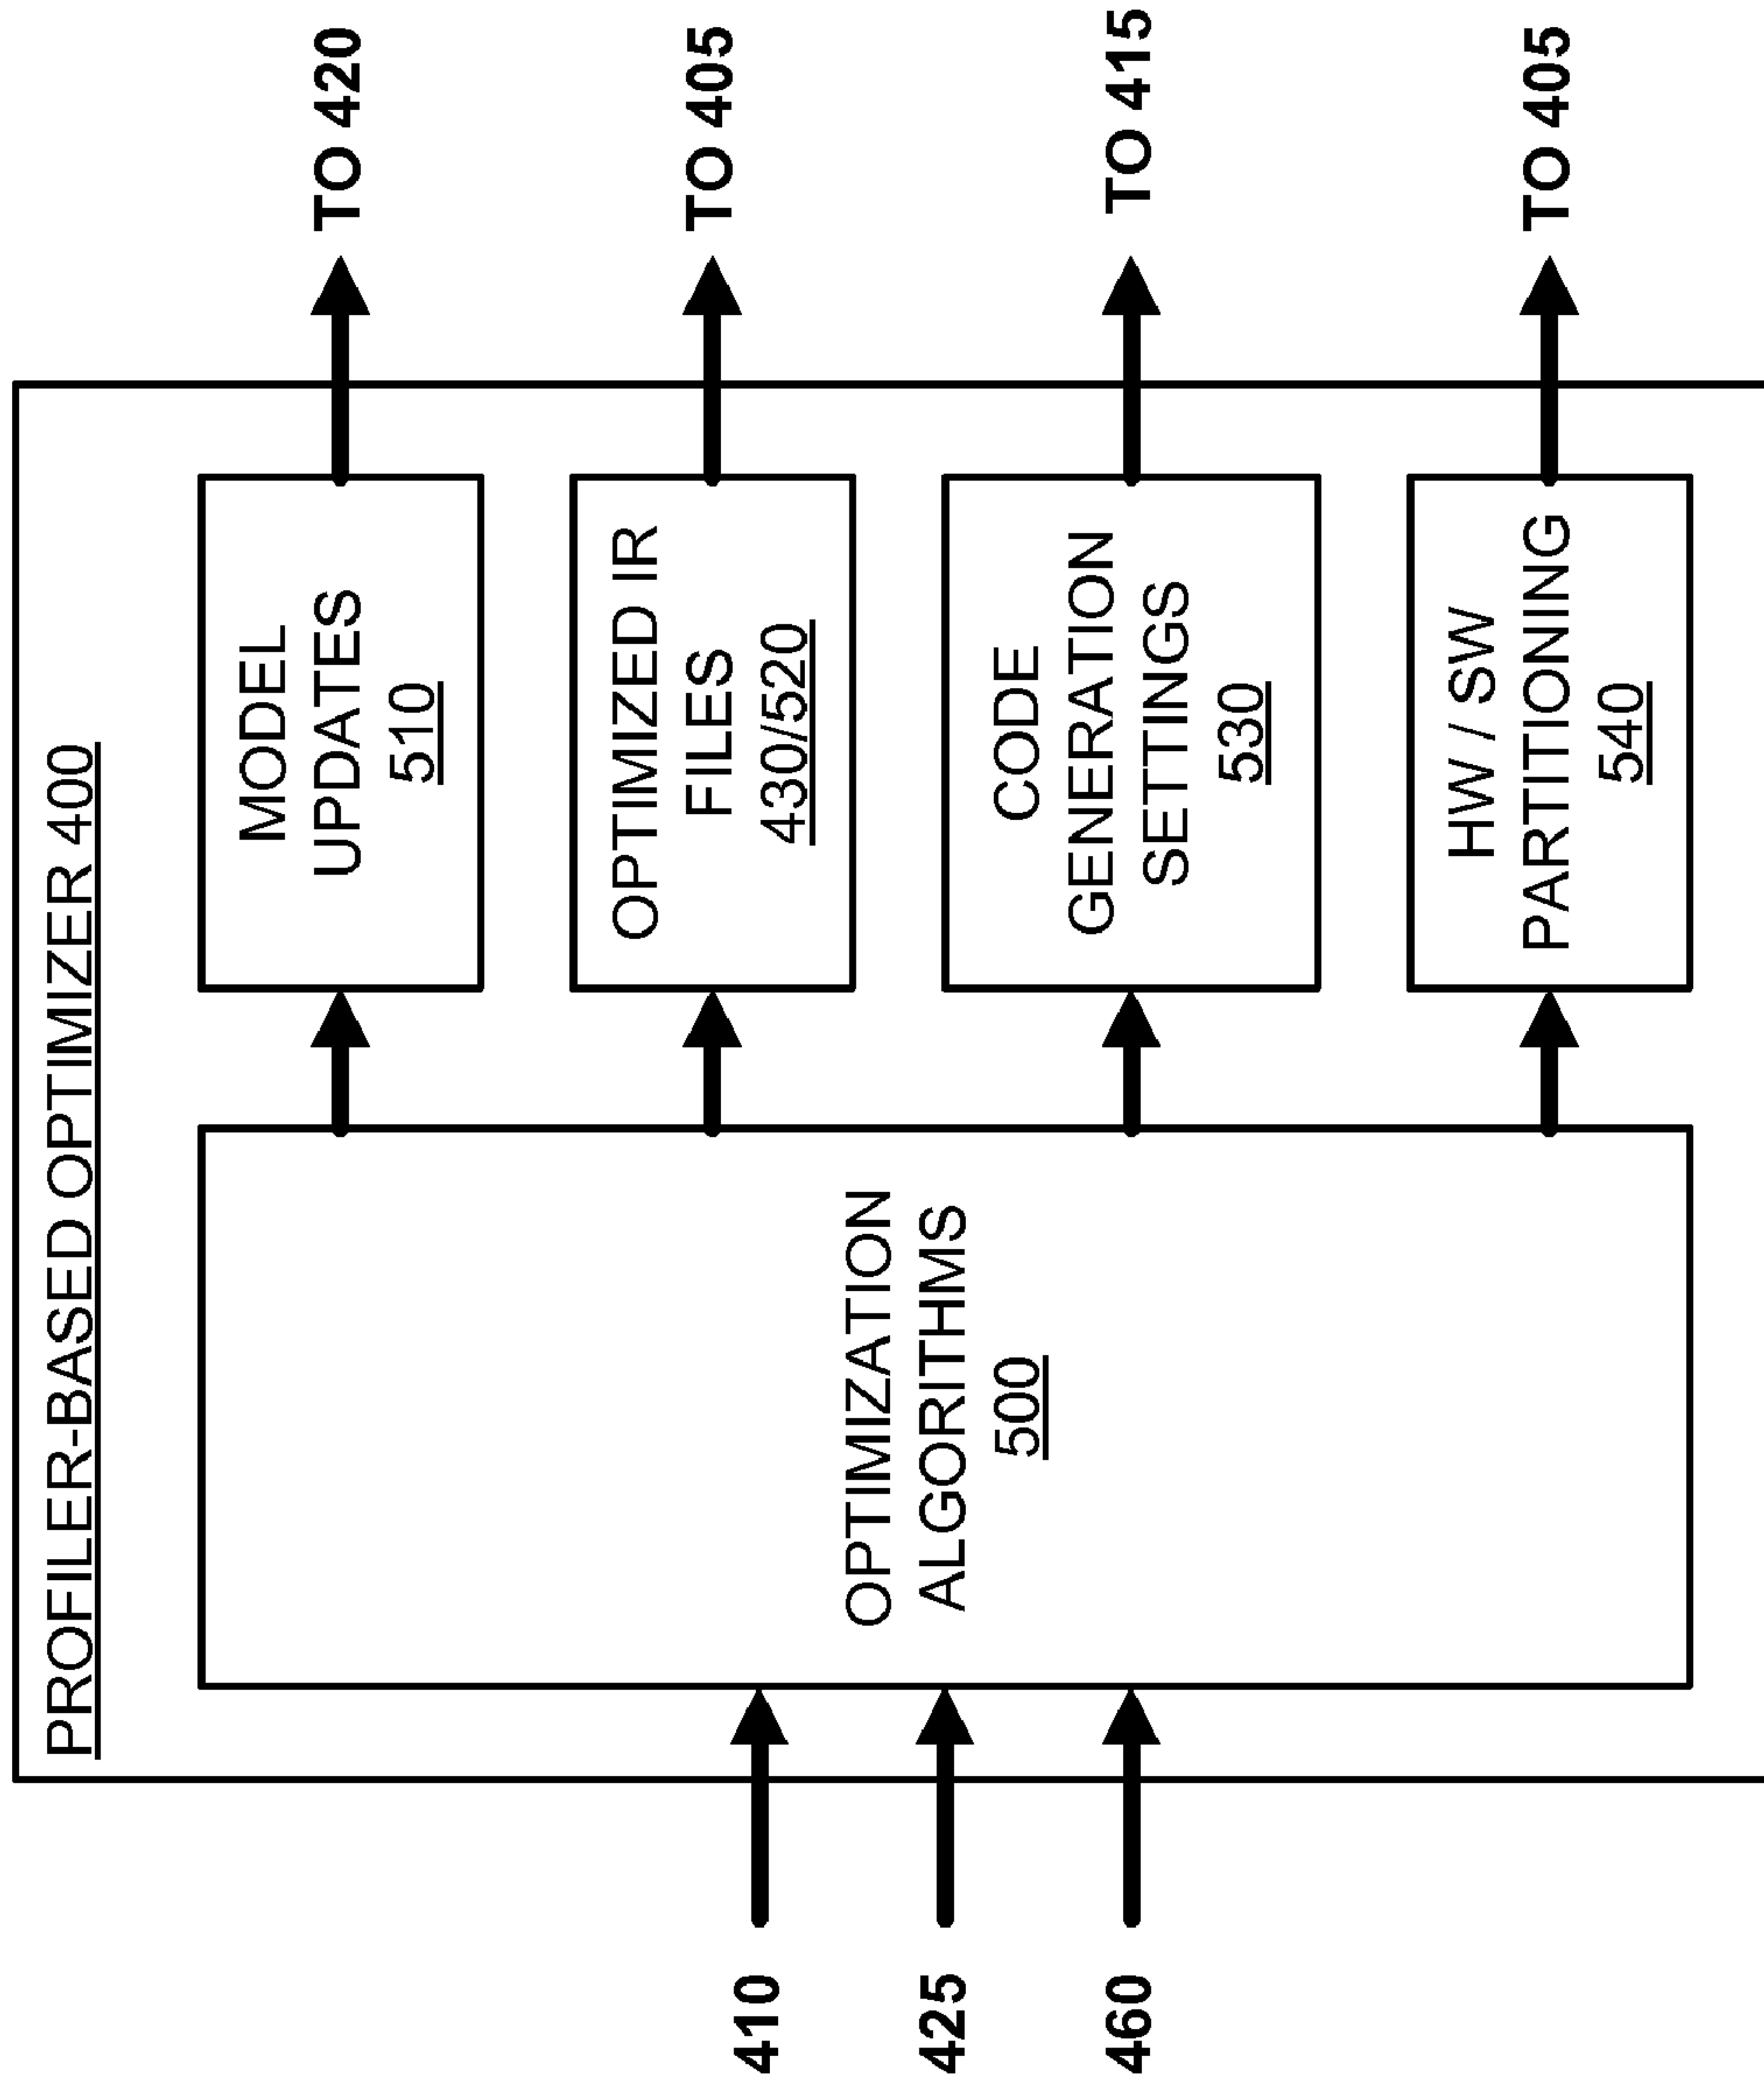 PROFILER-BASED OPTIMIZER 400
410
425
460
OPTIMIZATION
ALGORITHMS
500
MODEL
UPDATES
510
TO 420
OPTIMIZED IR
FILES
430/520
TO 405
CODE
GENERATION
SETTINGS
530
TO 415
HW / SW
PARTITIONING
540
TO 405